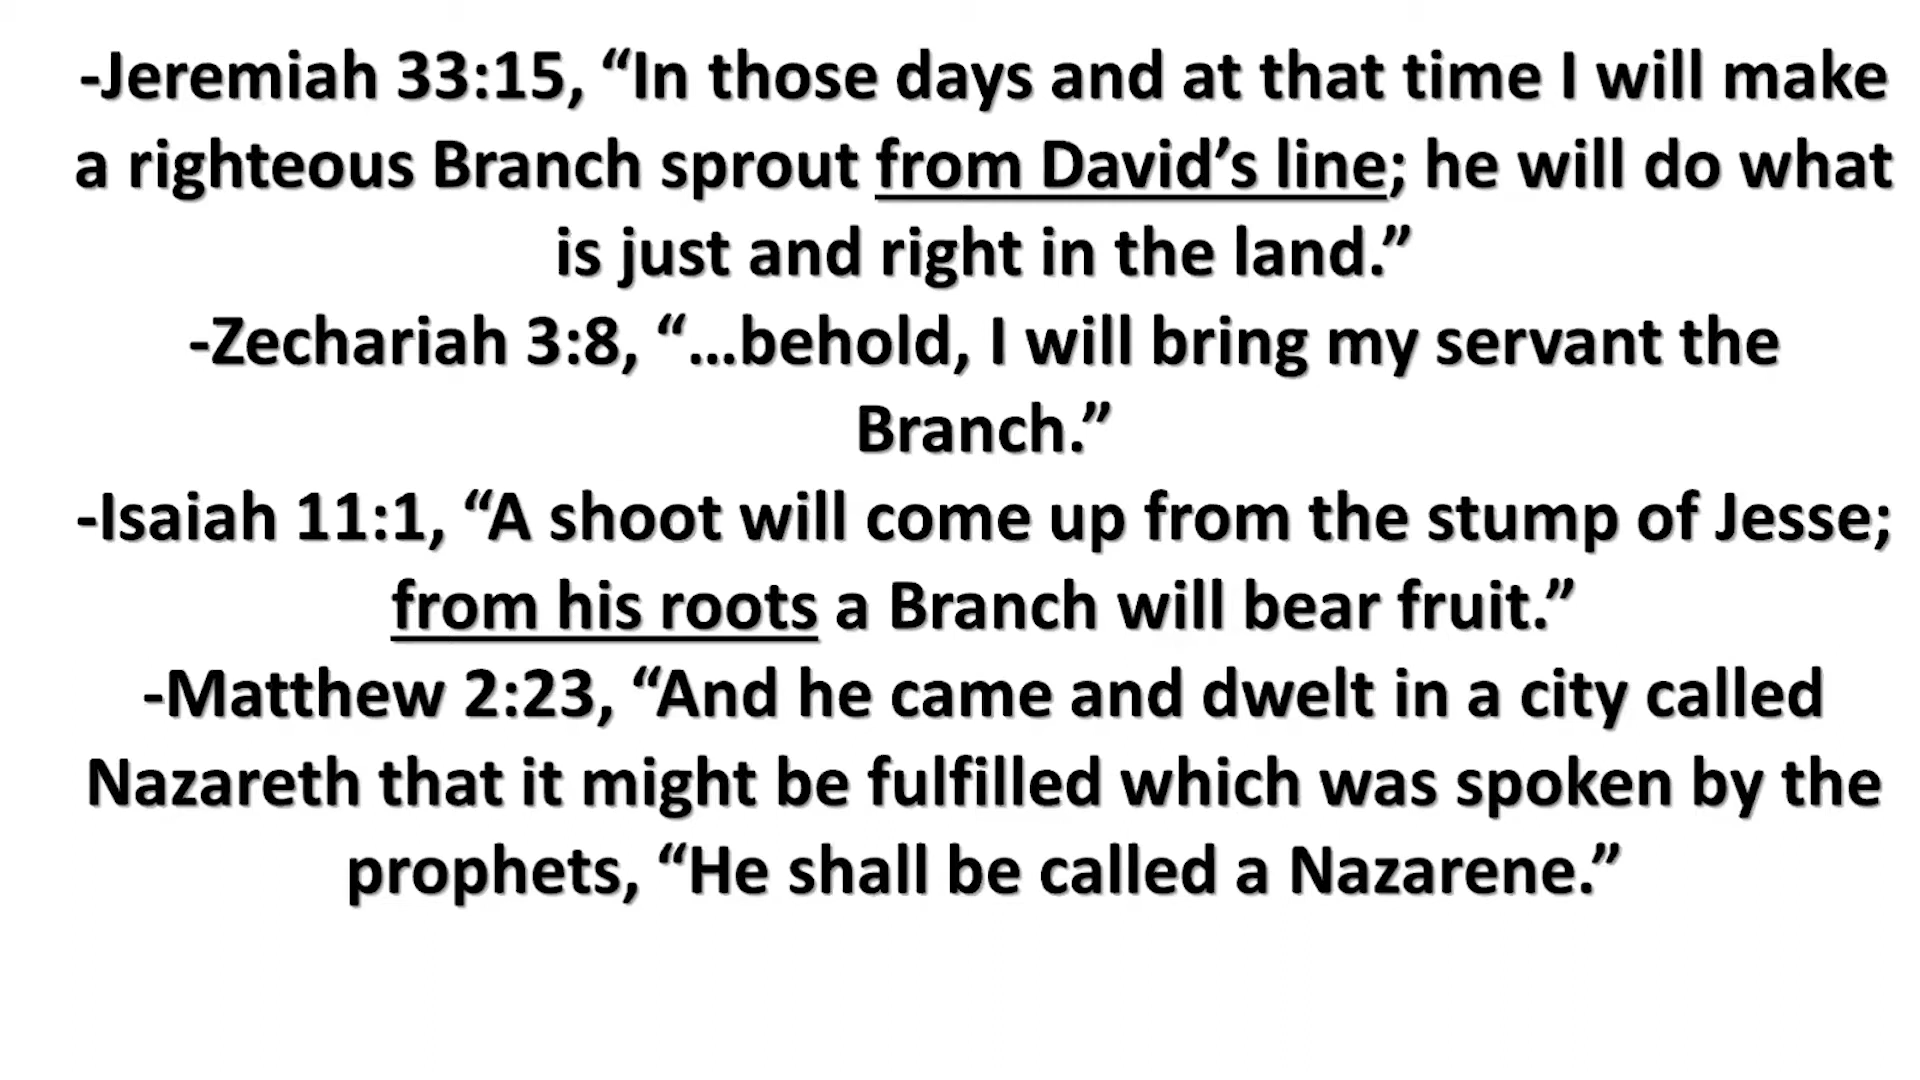 -Jeremiah 33:15, “In those days and at that time I will make
a righteous Branch sprout from David’s line; he will do what
is just and right in the land.”
-Zechariah 3:8, “…behold, I will bring my servant the
Branch.”
-Isaiah 11:1, “A shoot will come up from the stump of Jesse;
from his roots a Branch will bear fruit.”
-Matthew 2:23, “And he came and dwelt in a city called
Nazareth that it might be fulfilled which was spoken by the
prophets, “He shall be called a Nazarene.”